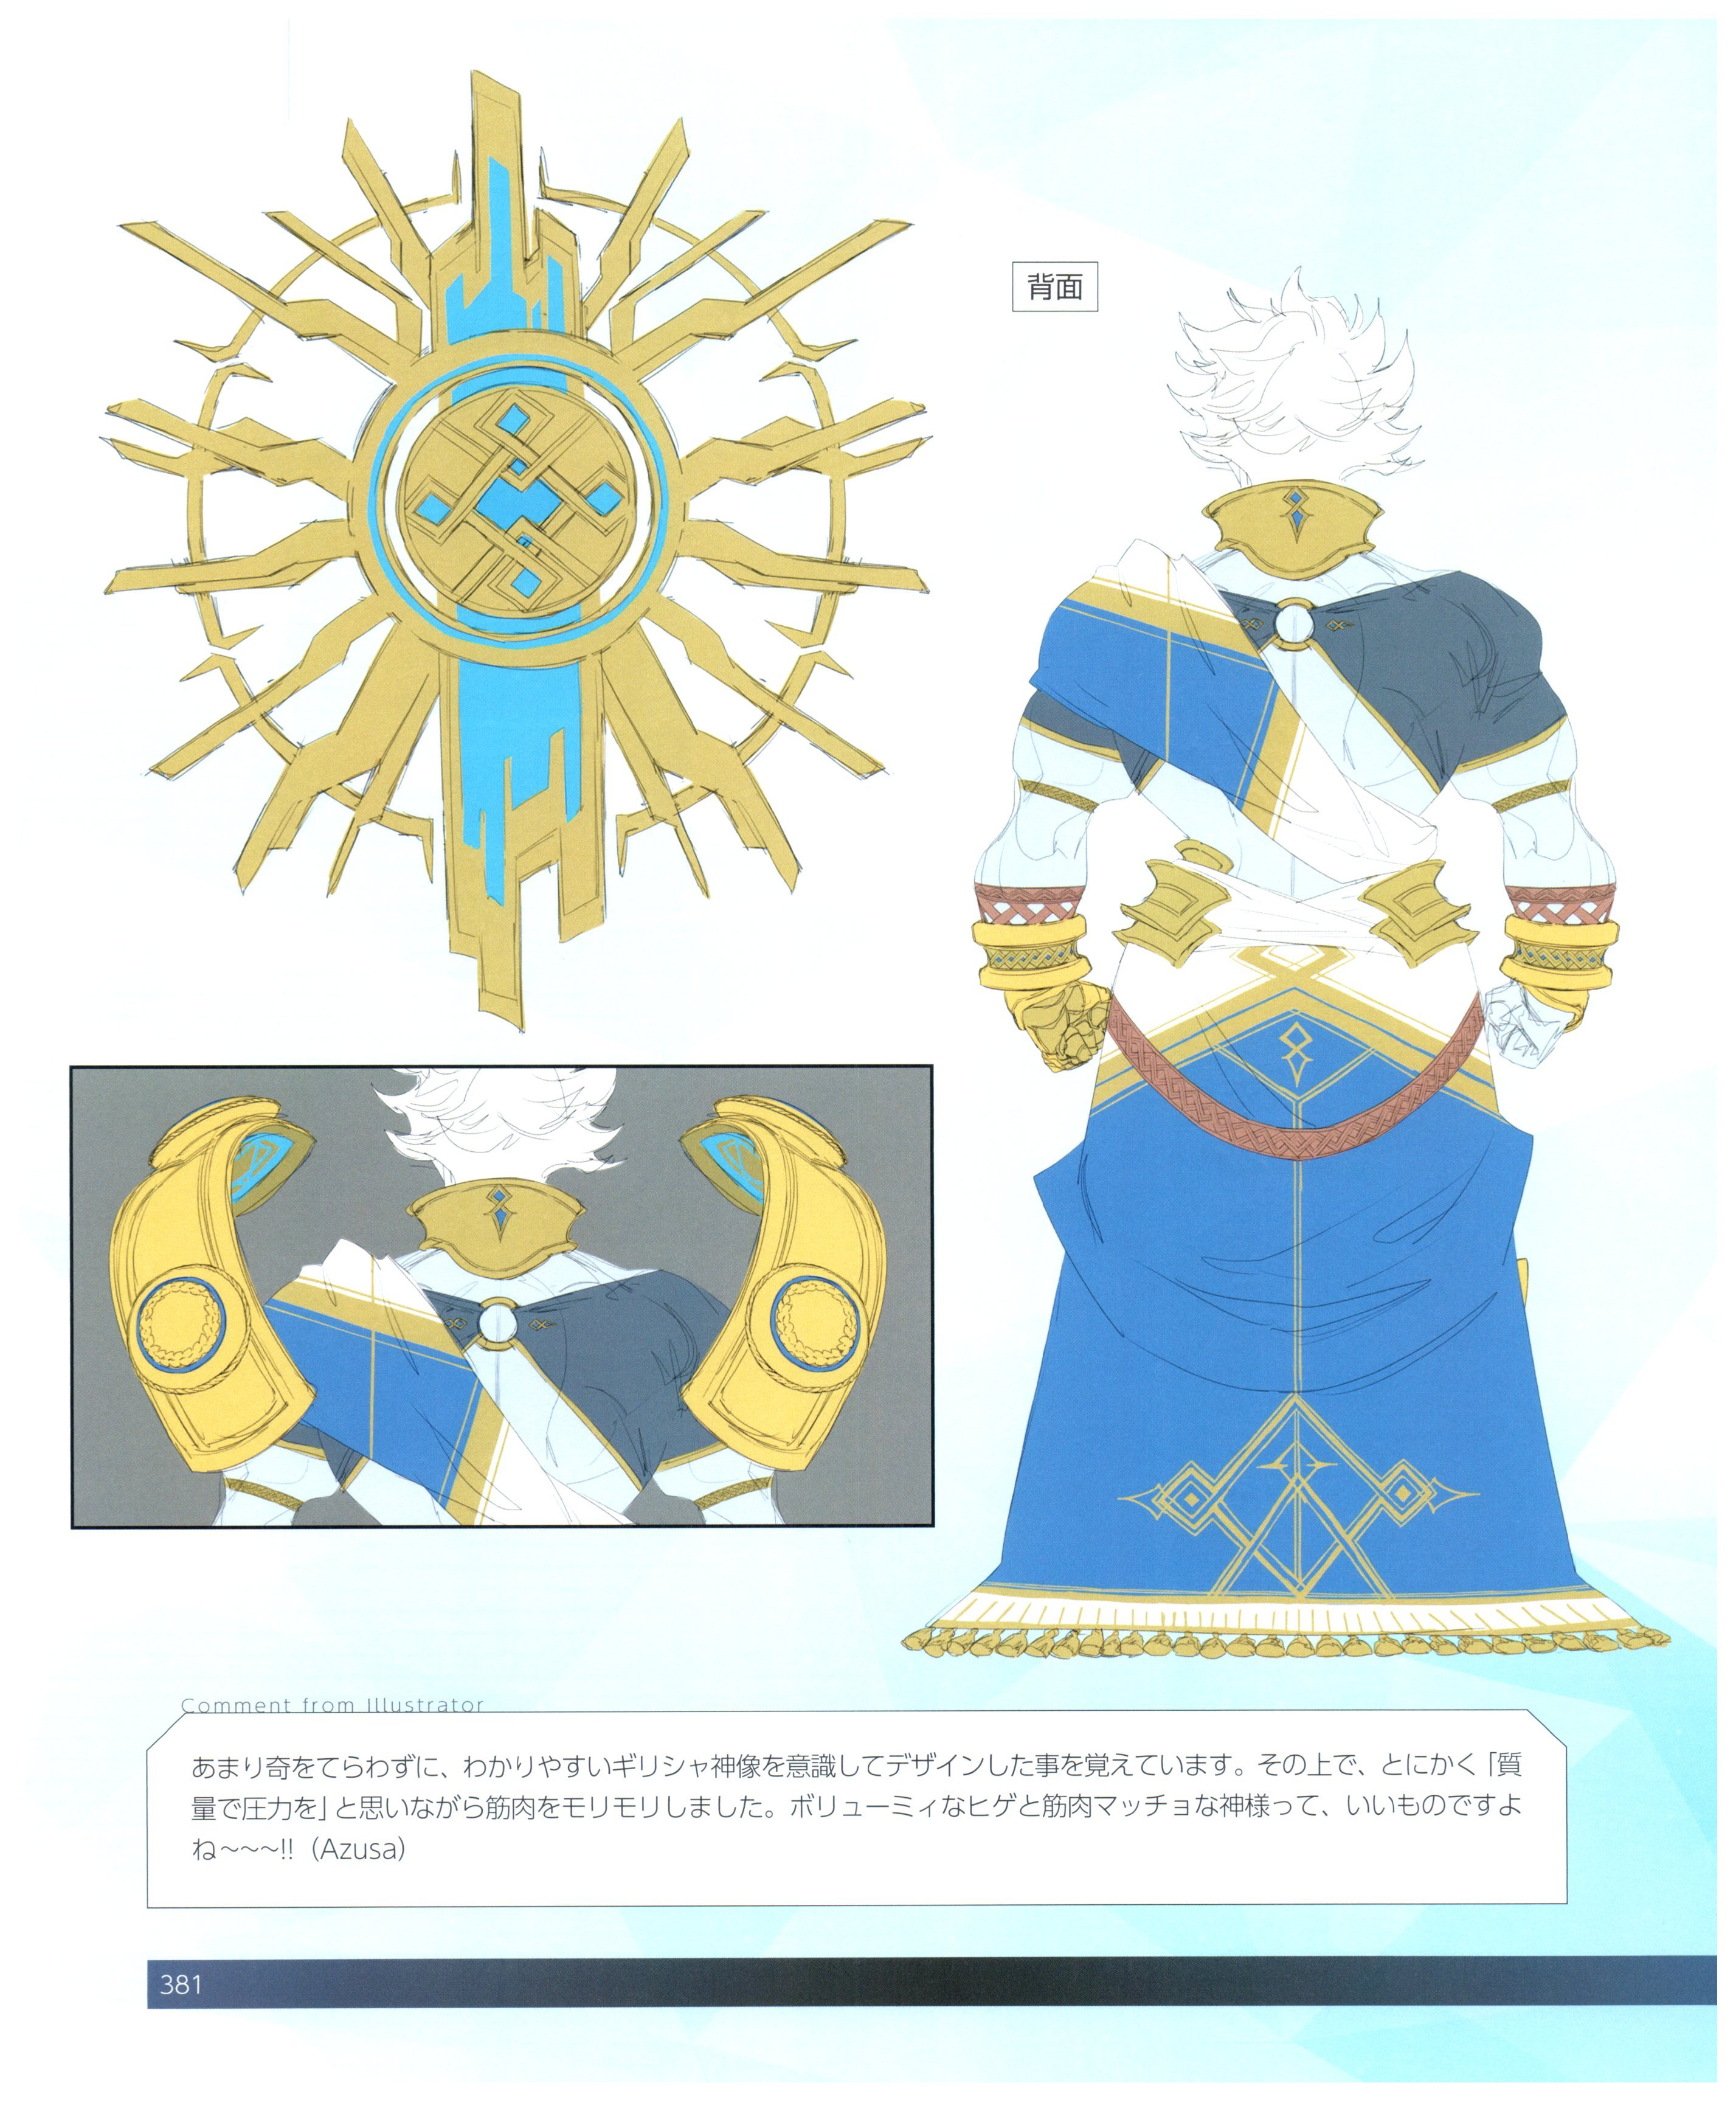 背面
Comment from Illustrator
あまり奇をてらわずに、わかりやすいギリシャ神像を意識してデザインした事を覚えています。その上で、とにかく「質
量で圧力を」と思いながら筋肉をモリモリしました。ボリューミィなヒゲと筋肉マッチョな神様って、いいものですよ
ね～～～!!（Azusa）
381